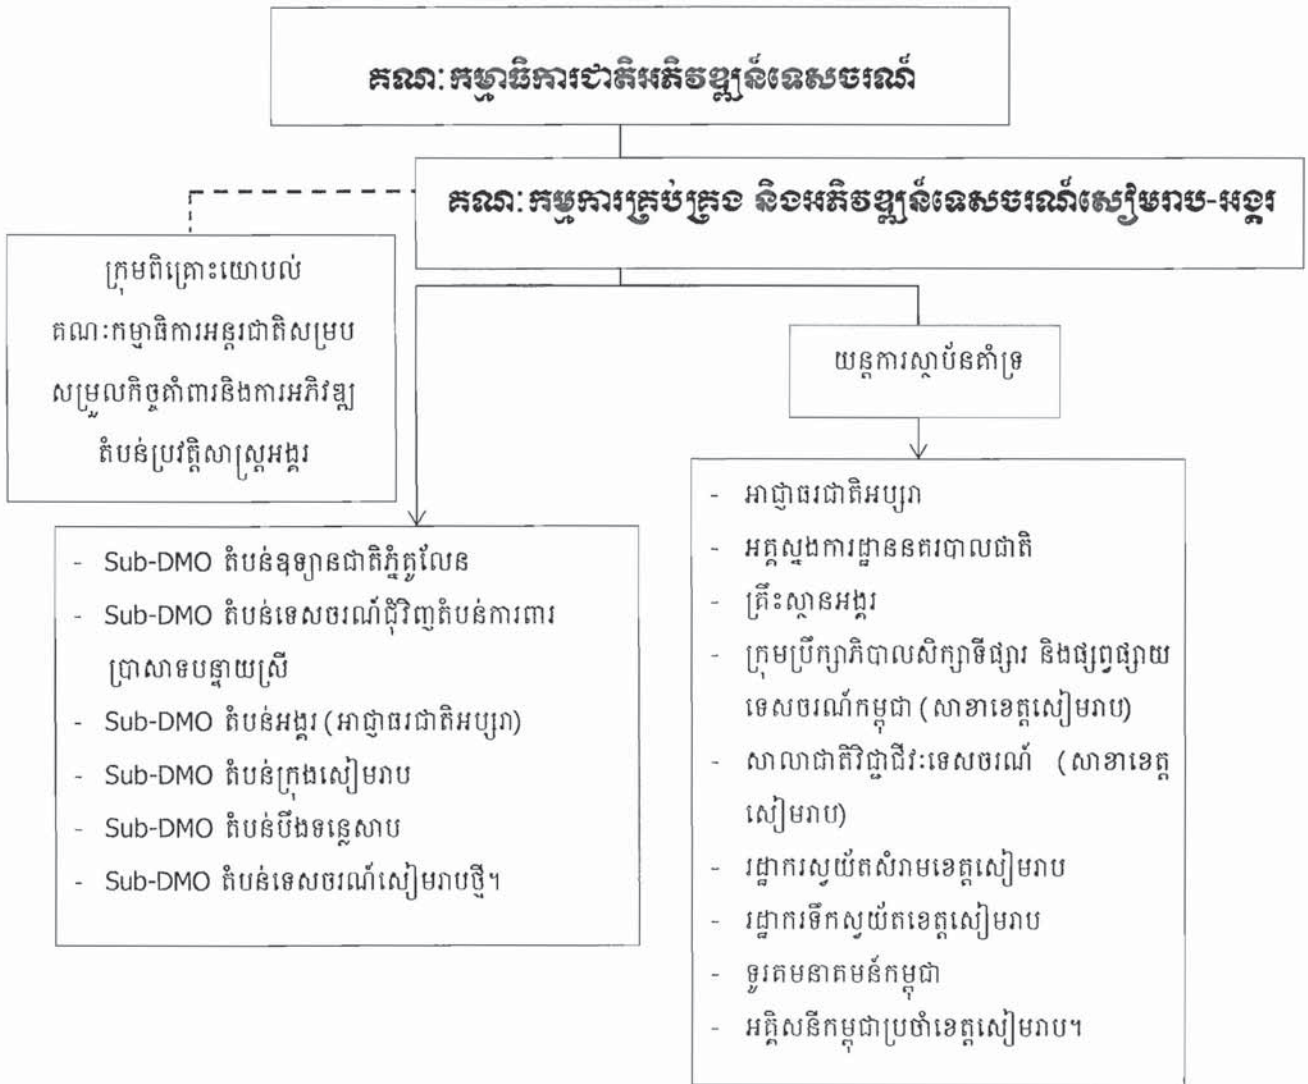 គណៈកម្មាធិការជាតិអភិវឌ្ឍន៍ទេសចរណ៍
គណៈកម្មការគ្រប់គ្រង និងអភិវឌ្ឍន៍ទេសចរណ៍សៀមរាប-អង្គរ
ក្រុមពិគ្រោះយោបល់
គណៈកម្មាធិការអន្តរជាតិសម្រប
សម្រួលកិច្ចគាំពារនិងការអភិវឌ្ឍ
តំបន់ប្រវត្តិសាស្ត្រអង្គរ
យន្តការស្ថាប័នគាំទ្រ
- Sub-DMO តំបន់ឧទ្យានជាតិភ្នំគូលែន
- Sub-DMO តំបន់ទេសចរណ៍ជុំវិញតំបន់ការពារ
ប្រាសាទបន្ទាយស្រី
- Sub-DMO តំបន់អង្គរ (អាជ្ញាធរជាតិអប្សរា)
- Sub-DMO តំបន់ក្រុងសៀមរាប
- Sub-DMO តំបន់បឹងទន្លេសាប
- Sub-DMO តំបន់ទេសចរណ៍សៀមរាបថ្មី។
- អាជ្ញាធរជាតិអប្សរា
- អគ្គស្នងការដ្ឋាននគរបាលជាតិ
- គ្រឹះស្ថានអង្គរ
- ក្រុមប្រឹក្សាភិបាលសិក្សាទីផ្សារ និងផ្សព្វផ្សាយ
ទេសចរណ៍កម្ពុជា (សាខាខេត្តសៀមរាប)
- សាលាជាតិវិជ្ជាជីវៈទេសចរណ៍ (សាខាខេត្ត
សៀមរាប)
- រដ្ឋាករស្វយ័តសំរាមខេត្តសៀមរាប
- រដ្ឋាករទឹកស្វយ័តខេត្តសៀមរាប
- ទូរគមនាគមន៍កម្ពុជា
- អគ្គិសនីកម្ពុជាប្រចាំខេត្តសៀមរាប។